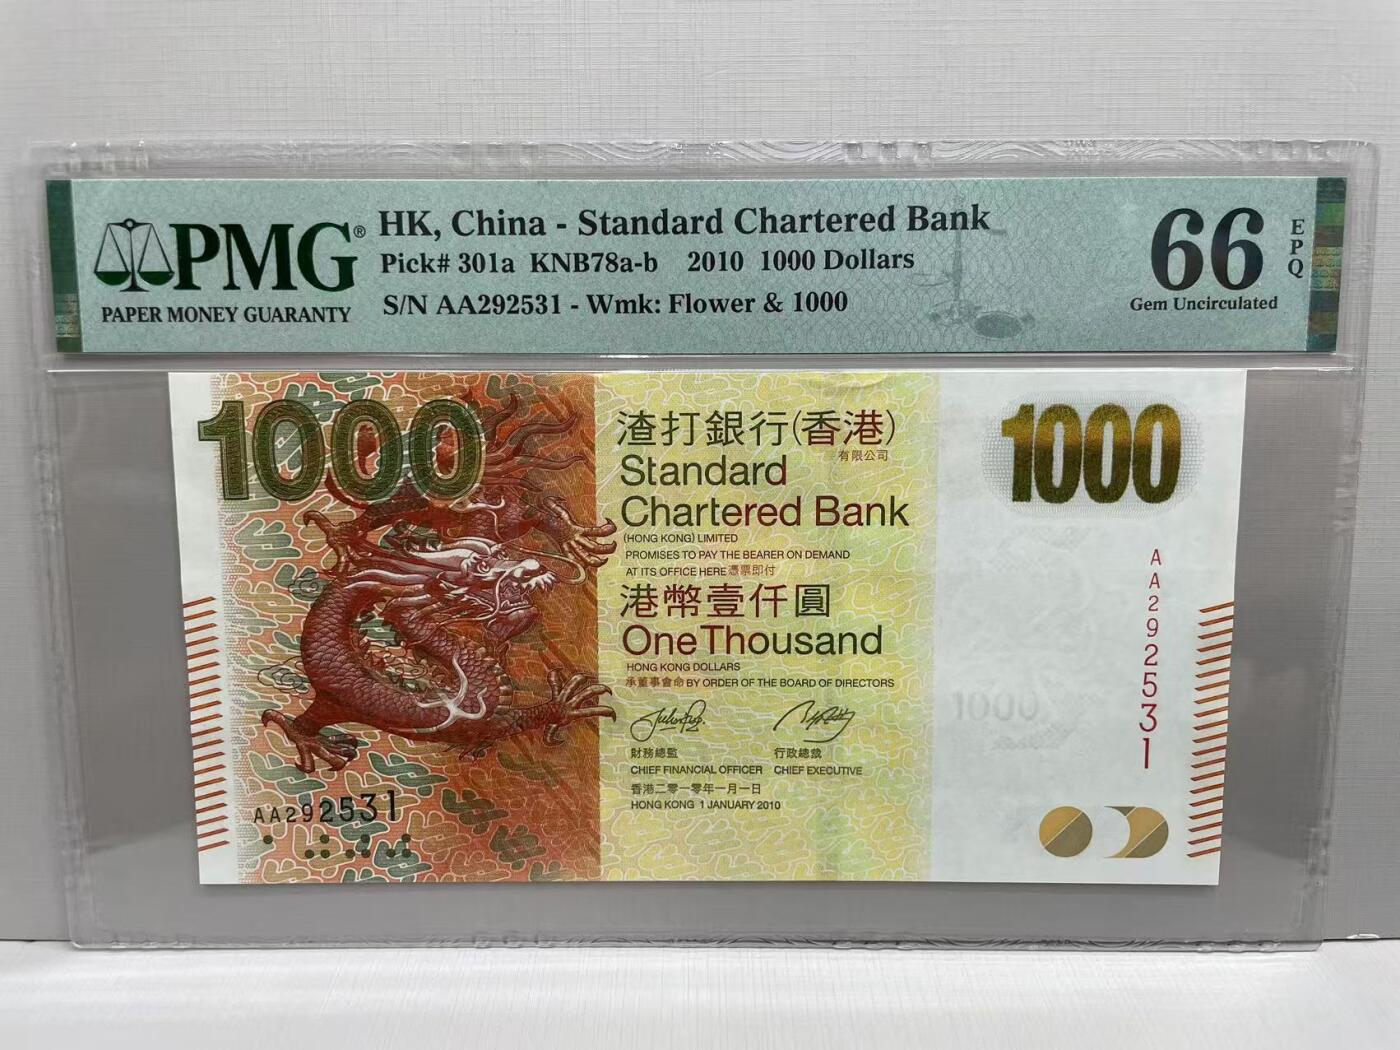 PMG®
PAPER MONEY GUARANTY
HK, China - Standard Chartered Bank
Pick# 301a KNB78a-b 2010 1000 Dollars
S/N AA292531 - Wmk: Flower & 1000
66
EPQ
Gem Uncirculated
1000
渣打銀行(香港)
有限公司
Standard
Chartered Bank
(HONG KONG) LIMITED
PROMISES TO PAY THE BEARER ON DEMAND
AT ITS OFFICE HERE 憑票即付
港幣壹仟圓
One Thousand
HONG KONG DOLLARS
承董事會命 BY ORDER OF THE BOARD OF DIRECTORS
財務總監
行政總裁
CHIEF FINANCIAL OFFICER
CHIEF EXECUTIVE
香港二零一零年一月一日
HONG KONG 1 JANUARY 2010
AA292531
1000
AA292531